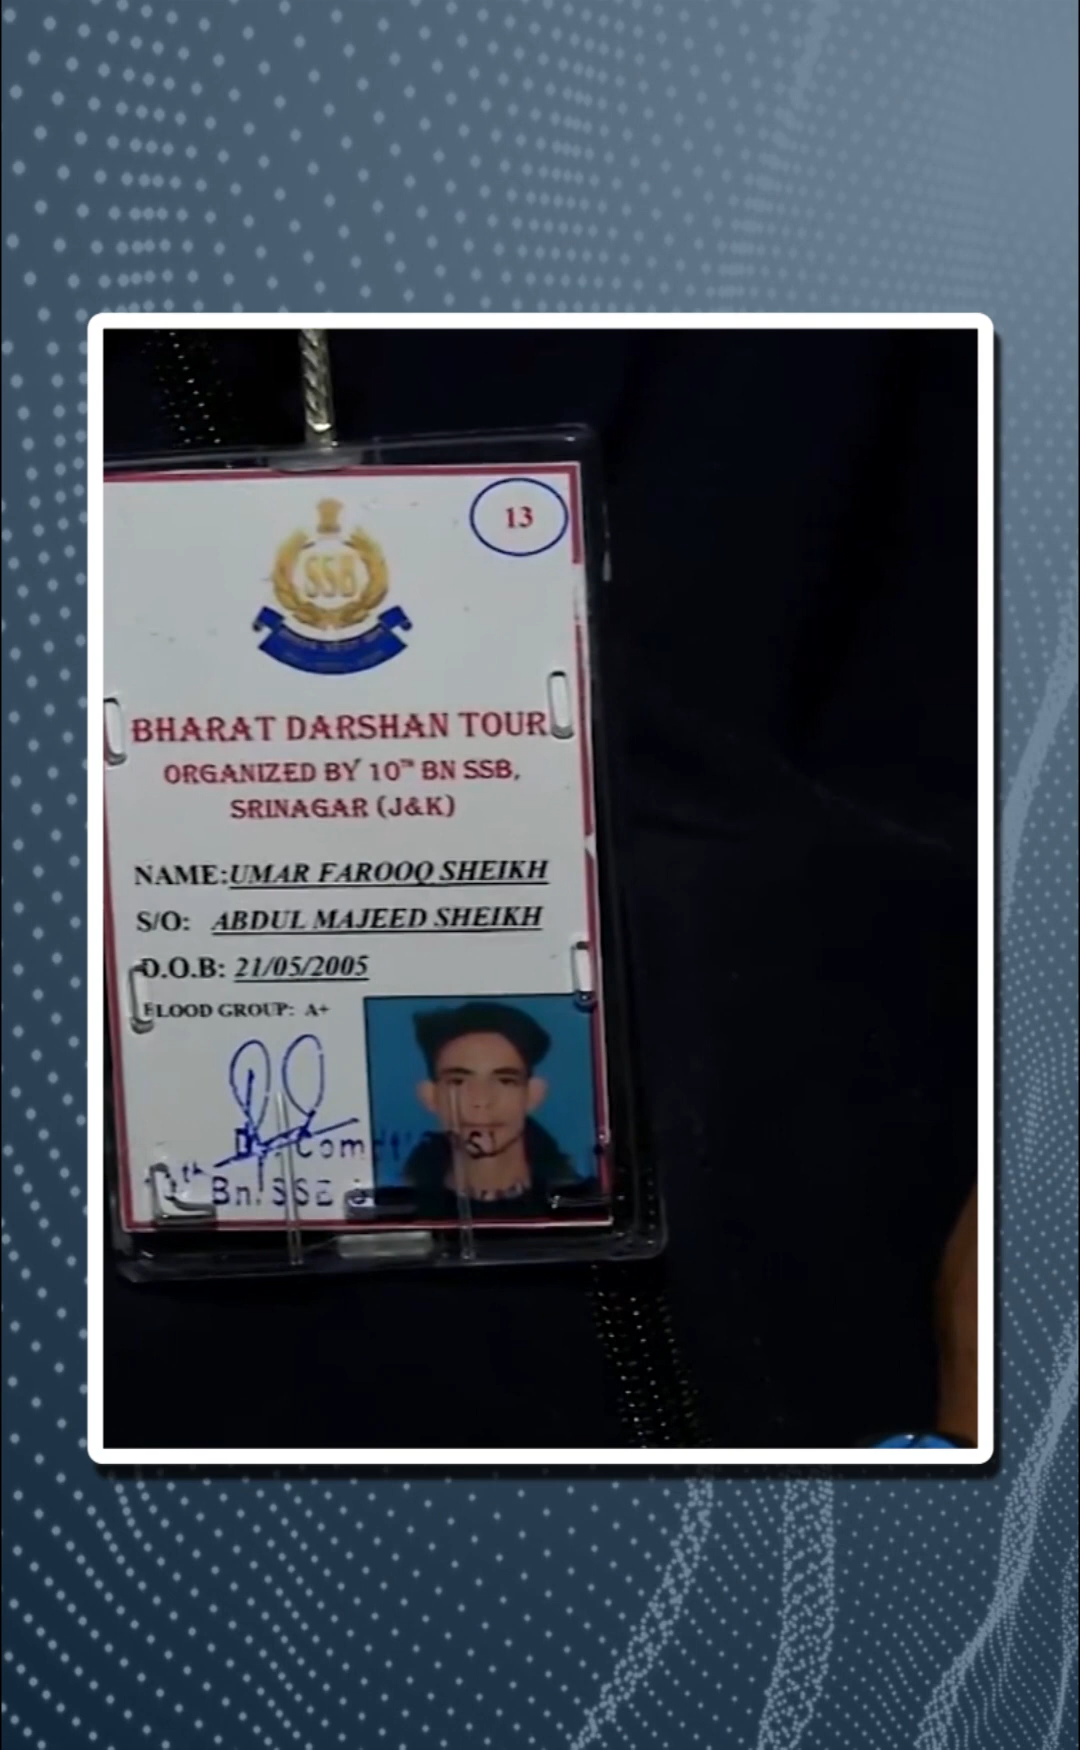 13
SSB
BHARAT DARSHAN TOUR
ORGANIZED BY 10TH BN SSB,
SRINAGAR (J&K)
NAME: UMAR FAROOQ SHEIKH
S/O: ABDUL MAJEED SHEIKH
D.O.B: 21/05/2005
BLOOD GROUP: A+
Bn. SSB